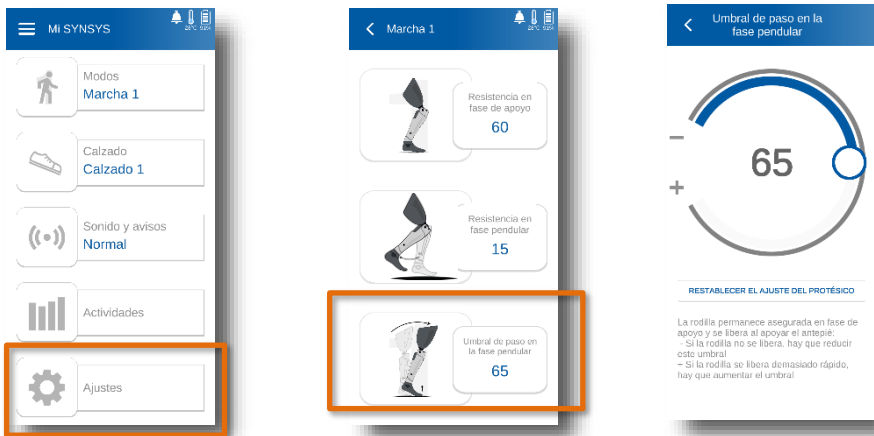 Mi SYNSYS
28°C 91%
Modos
Marcha 1
Calzado
Calzado 1
Sonido y avisos
Normal
Actividades
Ajustes
Marcha 1
28°C 91%
Resistencia en
fase de apoyo
60
Resistencia en
fase pendular
15
Umbral de paso en
la fase pendular
65
Umbral de paso en la
fase pendular
−
65
+
RESTABLECER EL AJUSTE DEL PROTÉSICO
La rodilla permanece asegurada en fase de
apoyo y se libera al apoyar el antepié:
- Si la rodilla no se libera, hay que reducir
este umbral
+ Si la rodilla se libera demasiado rápido,
hay que aumentar el umbral